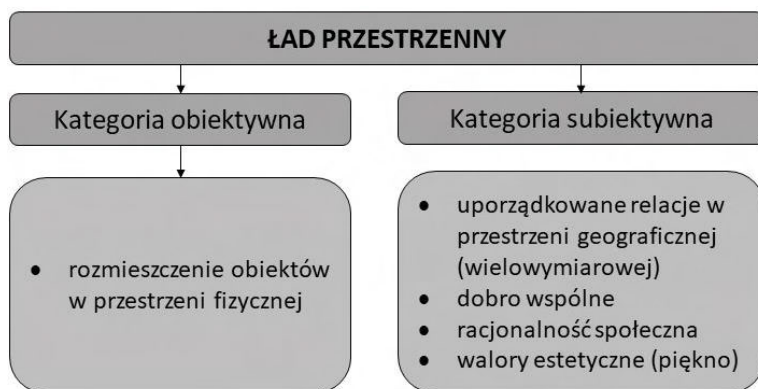 ŁAD PRZESTRZENNY
Kategoria obiektywna
Kategoria subiektywna
• rozmieszczenie obiektów
w przestrzeni fizycznej
• uporządkowane relacje w
przestrzeni geograficznej
(wielowymiarowej)
• dobro wspólne
• racjonalność społeczna
• walory estetyczne (piękno)